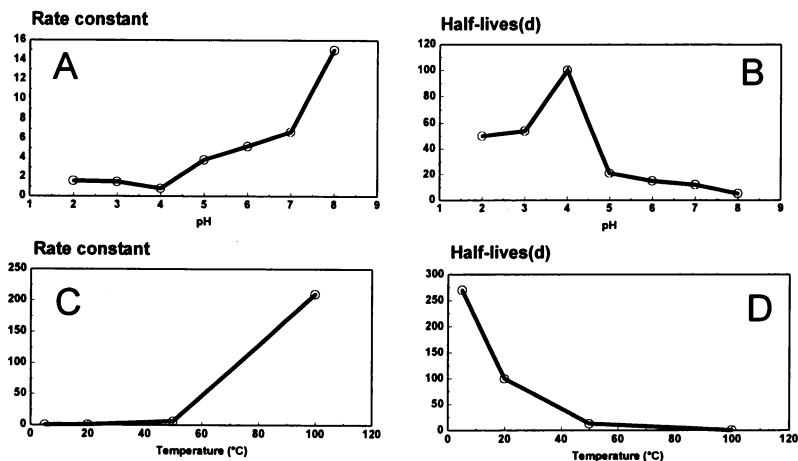 Rate constant
A
16
14
12
10
8
6
4
2
0
1 2 3 4 5 6 7 8 9
pH
Half-lives(d)
B
120
100
80
60
40
20
0
1 2 3 4 5 6 7 8 9
pH
Rate constant
C
250
200
150
100
50
0
0 20 40 60 80 100 120
Temperature (°C)
Half-lives(d)
D
300
250
200
150
100
50
0
0 20 40 60 80 100 120
Temperature (°C)